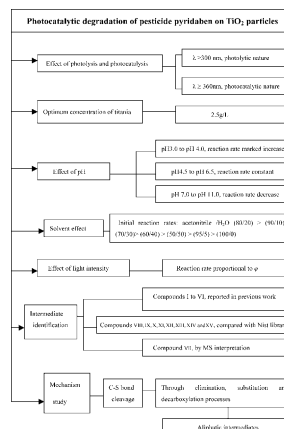 Photocatalytic degradation of pesticide pyridaben on TiO2 particles
λ >300 nm, photolytic nature
Effect of photolysis and photocatalysis
λ ≥ 360nm, photocatalytic nature
Optimum concentration of titania
2.5g/L
pH3.0 to pH 4.0, reaction rate marked increase
Effect of pH
pH4.5 to pH 6.5, reaction rate constant
pH 7.0 to pH 11.0, reaction rate decrease
Initial reaction rates: acetonitrile /H2O (80/20) > (90/10)
Solvent effect
(70/30)> (60/40) > (50/50) > (95/5) > (100/0)
Effect of light intensity
Reaction rate proportional to φ
Compounds I to VI, reported in previous work
Intermediate
identification
Compounds VIII, IX, X, XI, XII, XIII, XIV and XV, compared with Nist libra
Compound VII, by MS interpretation
Mechanism
study
C-S bond
cleavage
Through elimination, substitution an
decarboxylation processes
Aliphatic intermediates